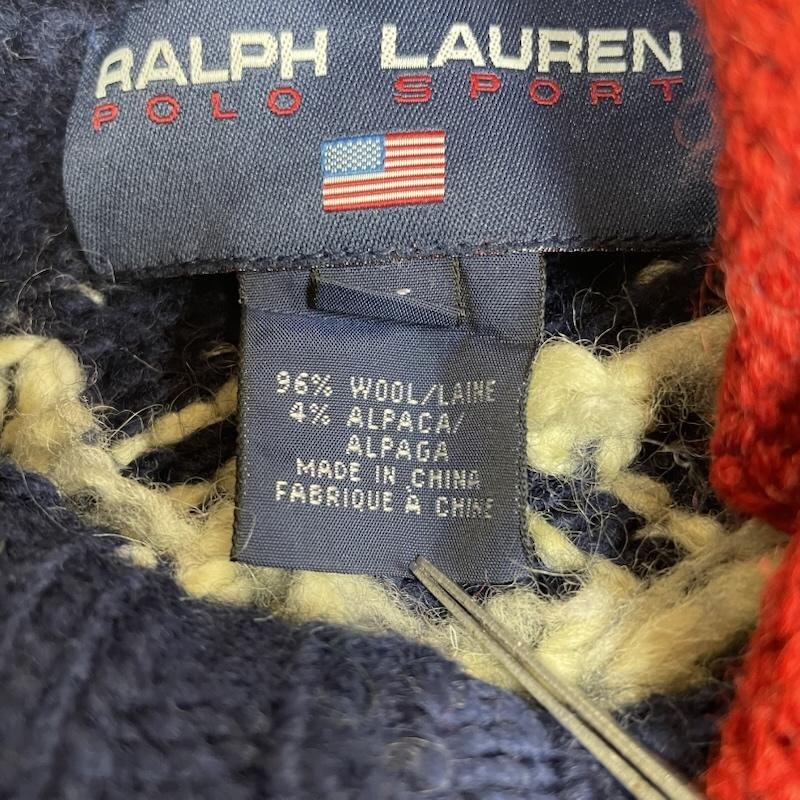 RALPH LAUREN
POLO SPORT
96% WOOL/LAINE
4% ALPACA/
ALPAGA
MADE IN CHINA
FABRIQUE À CHINE